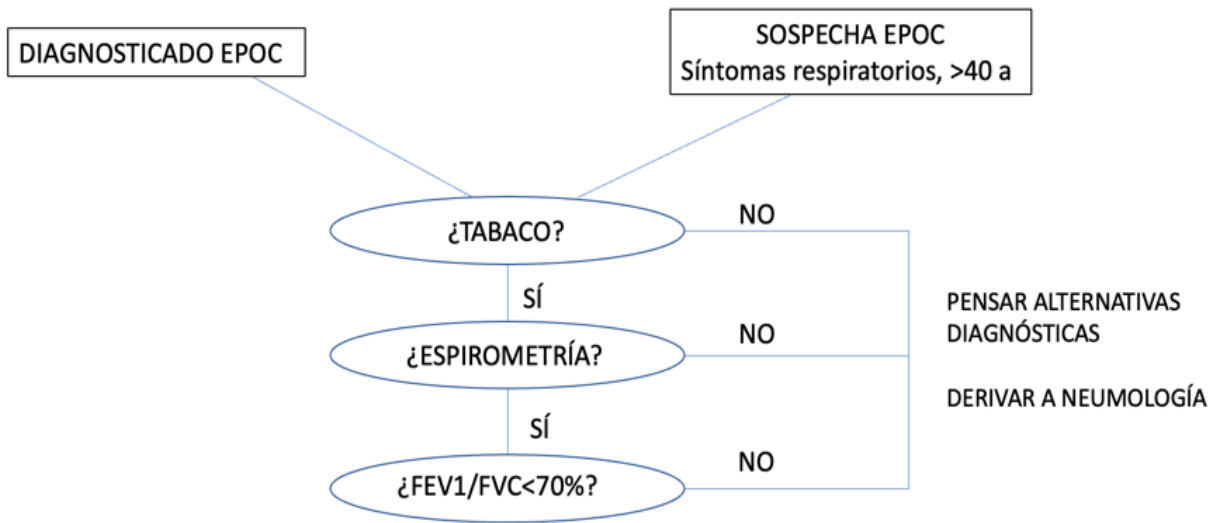 DIAGNOSTICADO EPOC
SOSPECHA EPOC
Síntomas respiratorios, >40 a
¿TABACO?
NO
SÍ
¿ESPIROMETRÍA?
NO
SÍ
¿FEV1/FVC<70%?
NO
PENSAR ALTERNATIVAS
DIAGNÓSTICAS
DERIVAR A NEUMOLOGÍA